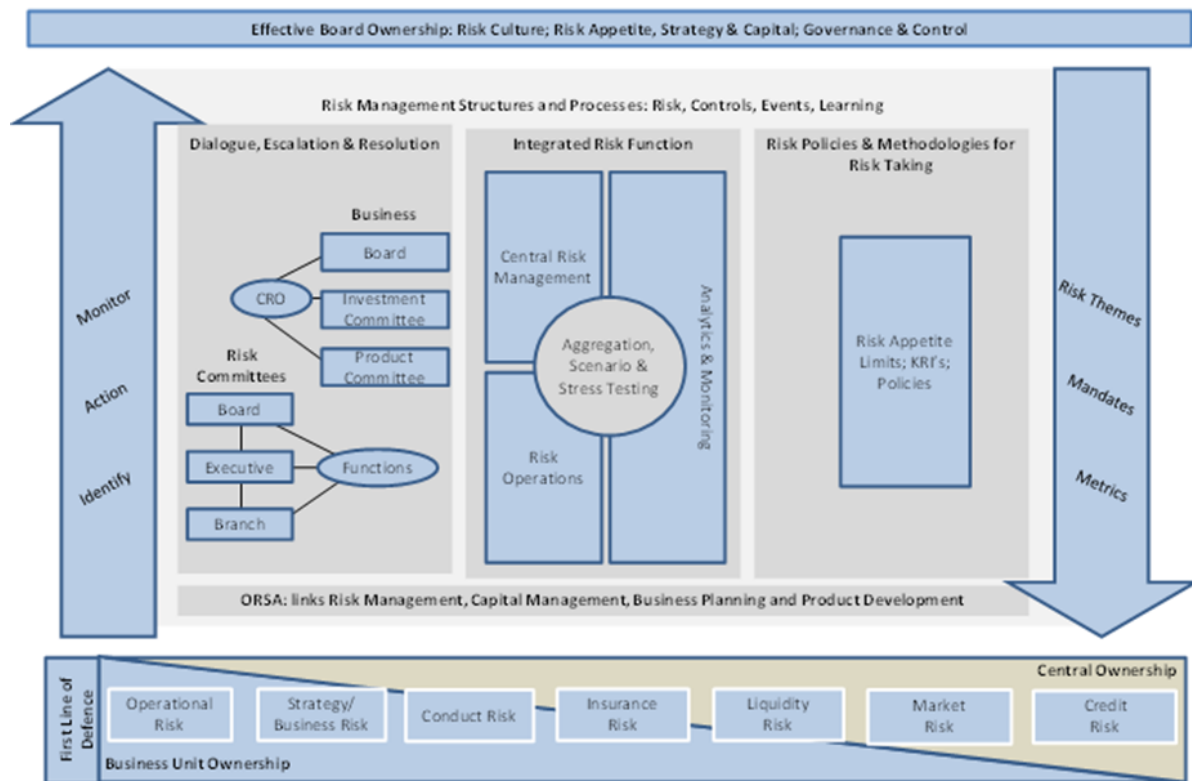 Effective Board Ownership: Risk Culture; Risk Appetite, Strategy & Capital; Governance & Control
Risk Management Structures and Processes: Risk, Controls, Events, Learning
Dialogue, Escalation & Resolution
Business
Board
CRO
Investment
Committee
Product
Committee
Risk
Committees
Board
Executive
Functions
Branch
Integrated Risk Function
Central Risk
Management
Aggregation,
Scenario &
Stress Testing
Analytics & Monitoring
Risk
Operations
Risk Policies & Methodologies for
Risk Taking
Risk Appetite
Limits; KRI's;
Policies
Monitor
Action
Identify
Risk Themes
Mandates
Metrics
ORSA: links Risk Management, Capital Management, Business Planning and Product Development
First Line of
Defence
Central Ownership
Operational
Risk
Strategy/
Business Risk
Conduct Risk
Insurance
Risk
Liquidity
Risk
Market
Risk
Credit
Risk
Business Unit Ownership